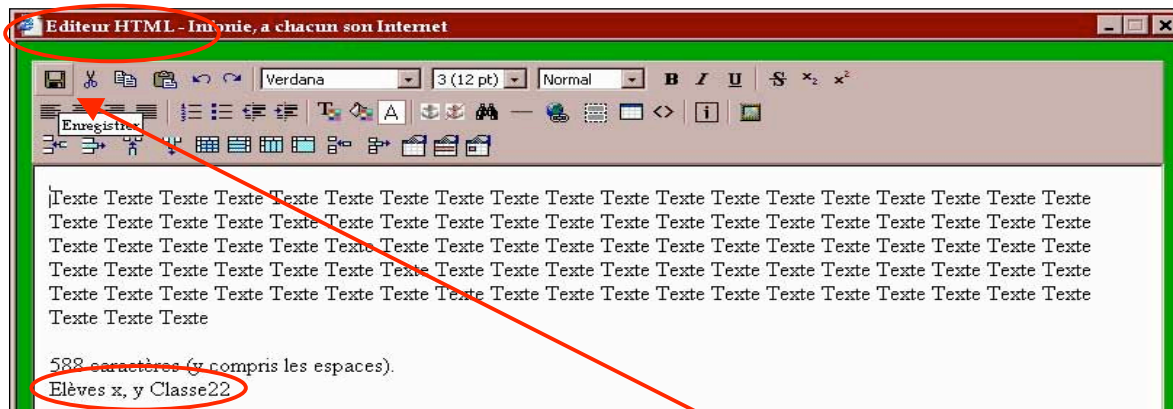 Editeur HTML - Infonie, a chacun son Internet
Verdana 3 (12 pt) Normal B I U S x₂ x²
A
Enregistrer
Texte Texte Texte Texte Texte Texte Texte Texte Texte Texte Texte Texte Texte Texte Texte Texte Texte Texte Texte
Texte Texte Texte Texte Texte Texte Texte Texte Texte Texte Texte Texte Texte Texte Texte Texte Texte Texte Texte
Texte Texte Texte Texte Texte Texte Texte Texte Texte Texte Texte Texte Texte Texte Texte Texte Texte Texte Texte
Texte Texte Texte Texte Texte Texte Texte Texte Texte Texte Texte Texte Texte Texte Texte Texte Texte Texte Texte
Texte Texte Texte Texte Texte Texte Texte Texte Texte Texte Texte Texte Texte Texte Texte Texte Texte Texte Texte
Texte Texte Texte
588 caractères (y compris les espaces).
Elèves x, y Classe22